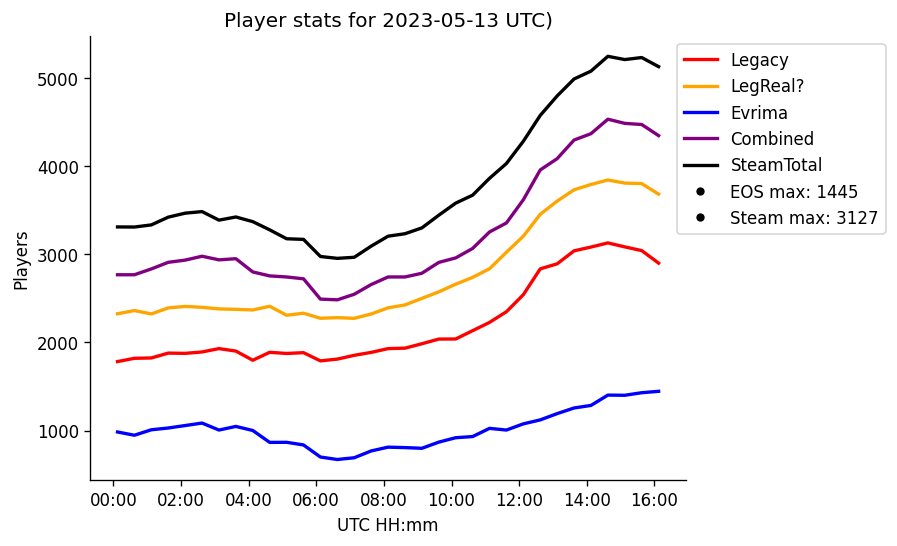 Player stats for 2023-05-13 UTC)
Legacy
LegReal?
Evrima
Combined
SteamTotal
EOS max: 1445
Steam max: 3127
Players
5000
4000
3000
2000
1000
00:00 02:00 04:00 06:00 08:00 10:00 12:00 14:00 16:00
UTC HH:mm